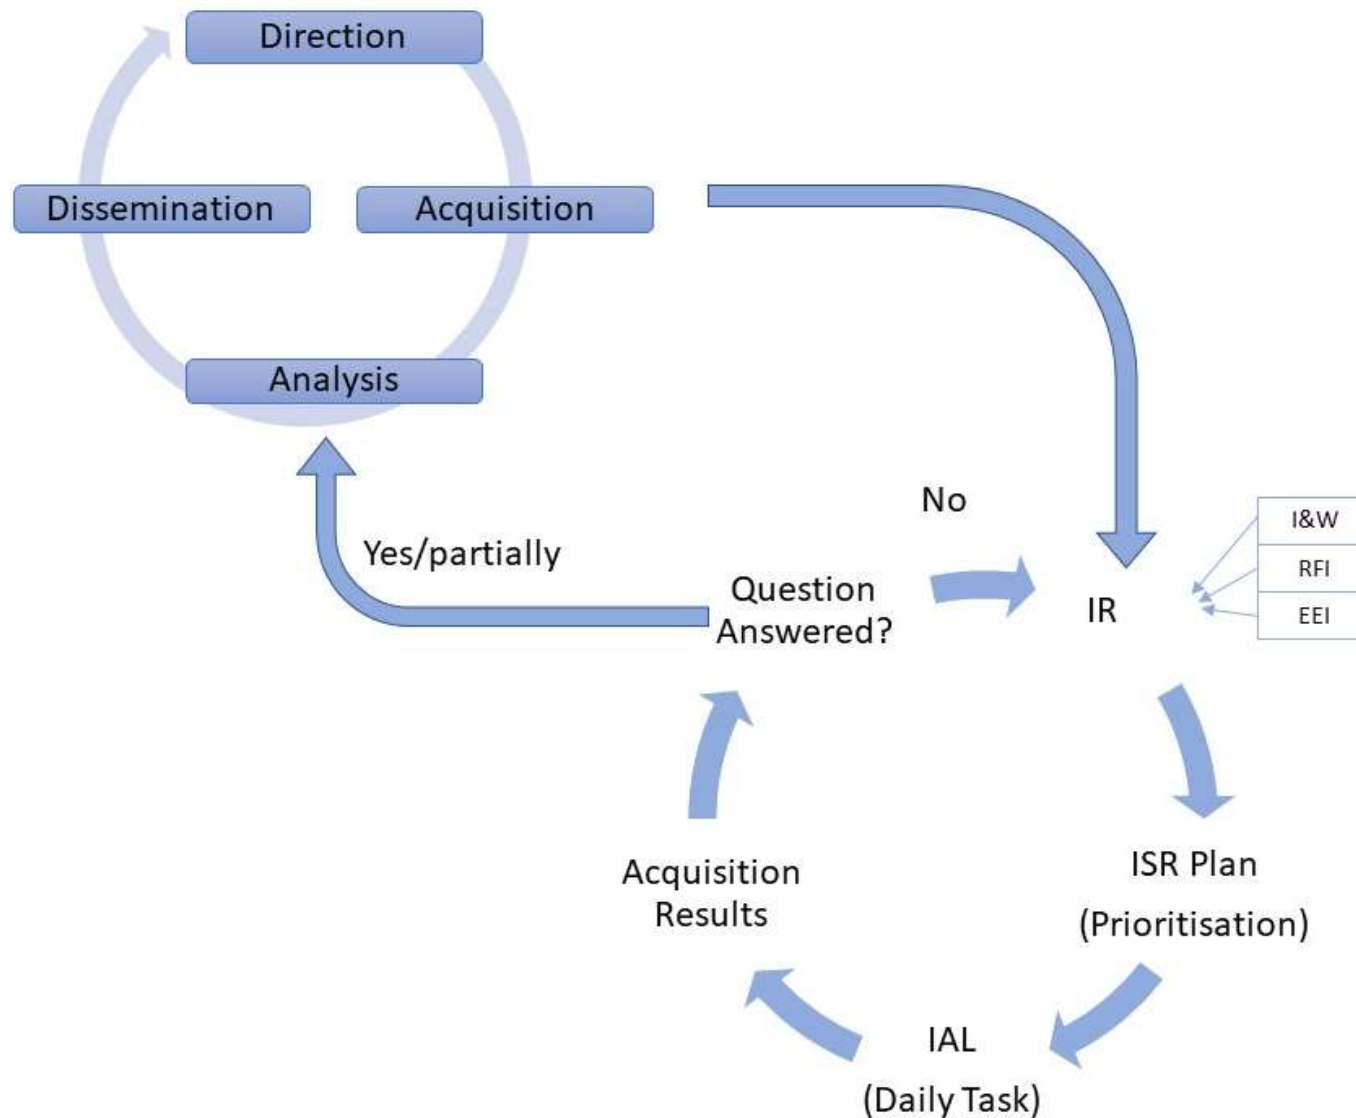 Direction
Dissemination
Acquisition
Analysis
No
I&W
Yes/partially
RFI
Question
Answered?
IR
EEI
Acquisition
Results
ISR Plan
(Prioritisation)
IAL
(Daily Task)